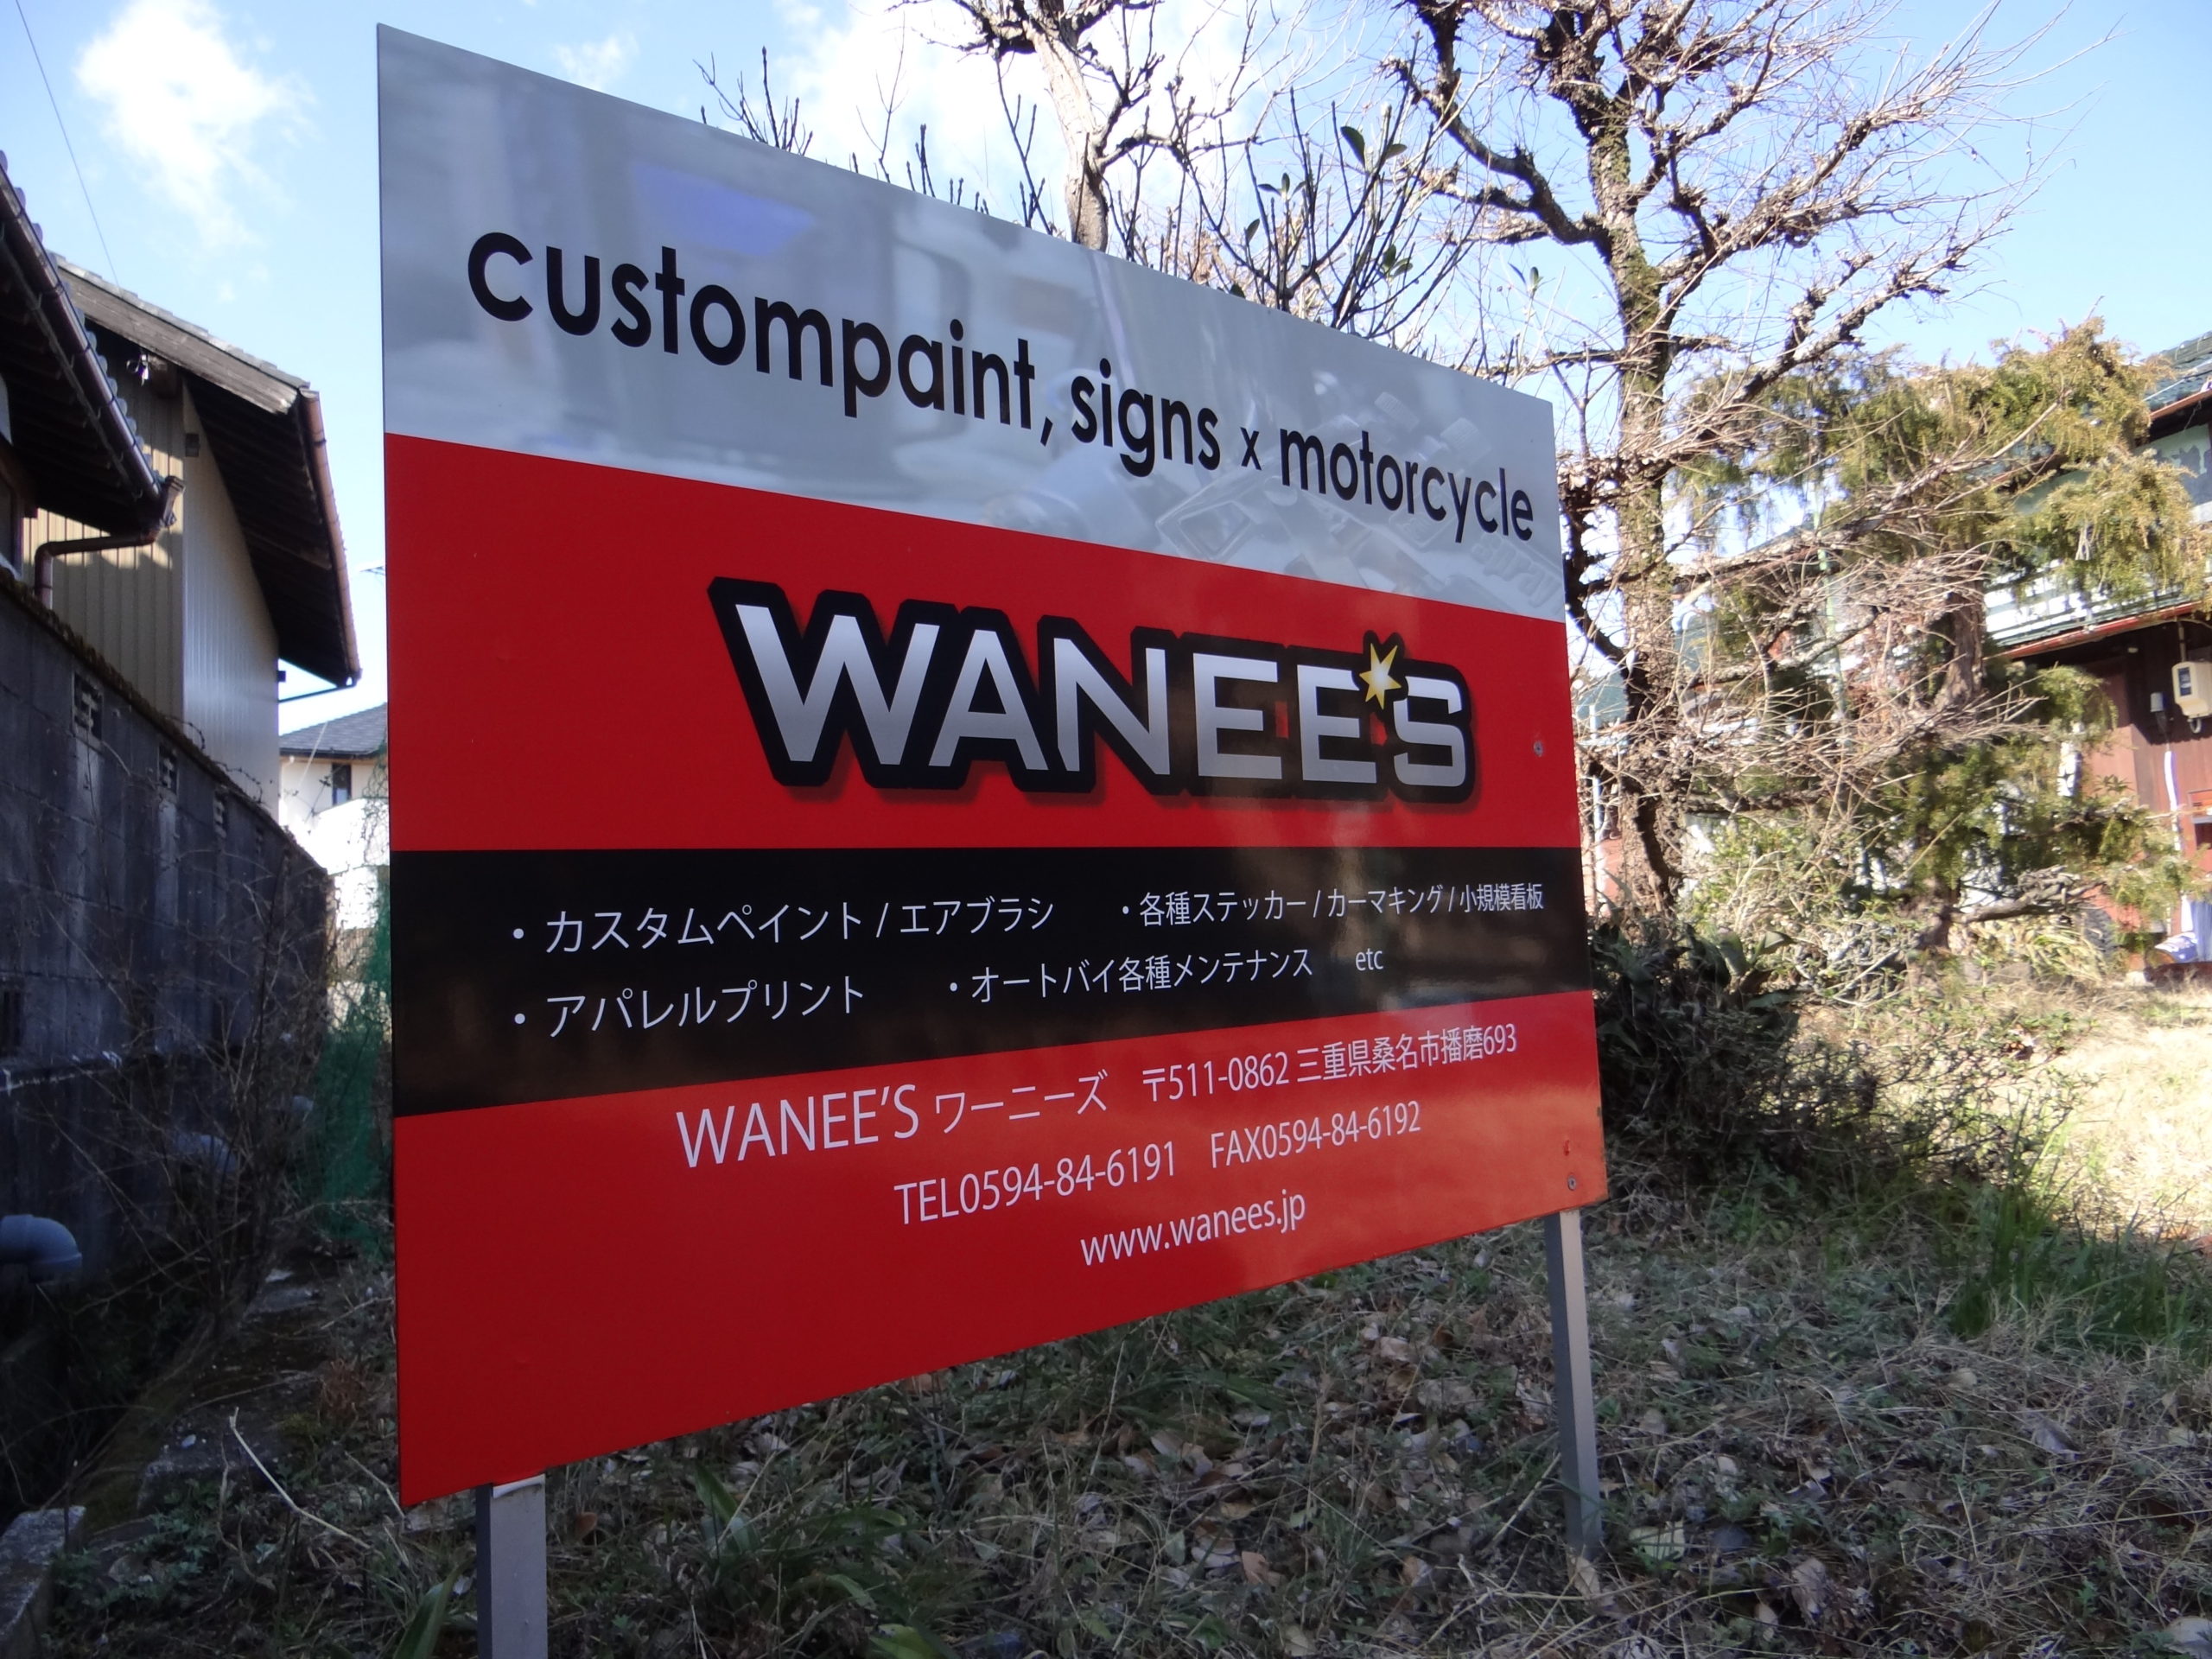 custompaint, signs x motorcycle
spray
WANEE'S
・カスタムペイント / エアブラシ ・各種ステッカー / カーマキング / 小規模看板
・アパレルプリント ・オートバイ各種メンテナンス etc
WANEE'S ワーニーズ 〒511-0862 三重県桑名市播磨693
TEL0594-84-6191 FAX0594-84-6192
www.wanees.jp